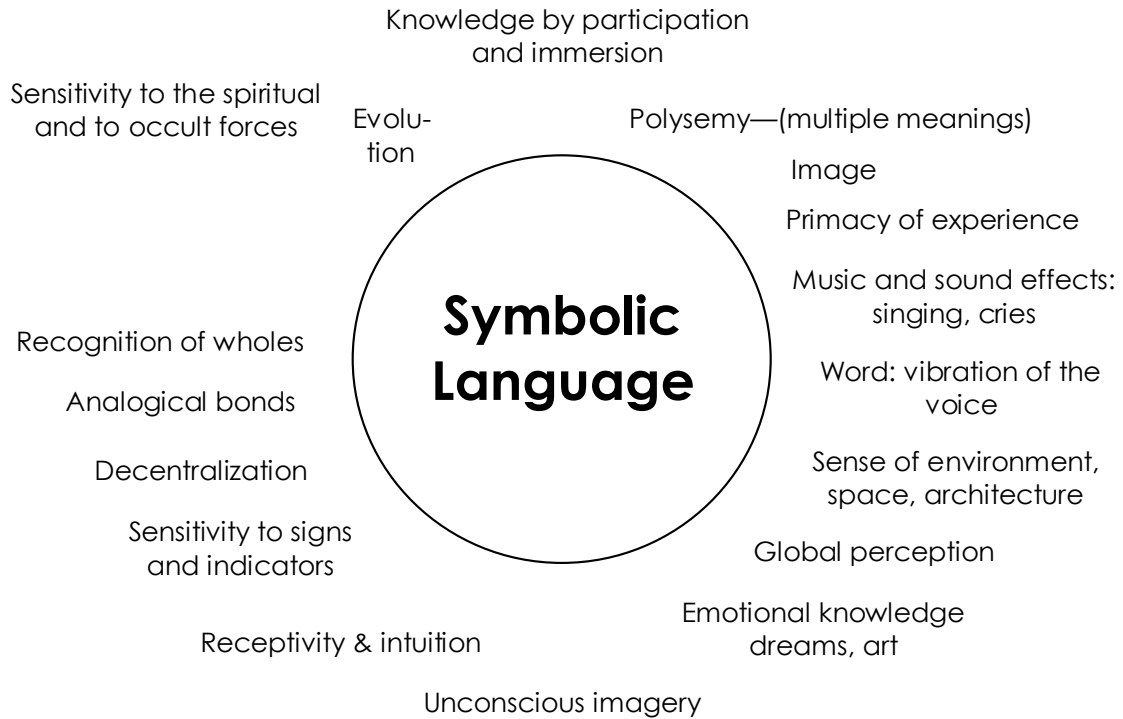 Knowledge by participation
and immersion
Sensitivity to the spiritual
and to occult forces
Evolu-
tion
Polysemy—(multiple meanings)
Image
Primacy of experience
Music and sound effects:
singing, cries
Word: vibration of the
voice
Sense of environment,
space, architecture
Global perception
Emotional knowledge
dreams, art
Unconscious imagery
Receptivity & intuition
Sensitivity to signs
and indicators
Decentralization
Analogical bonds
Recognition of wholes
Symbolic
Language